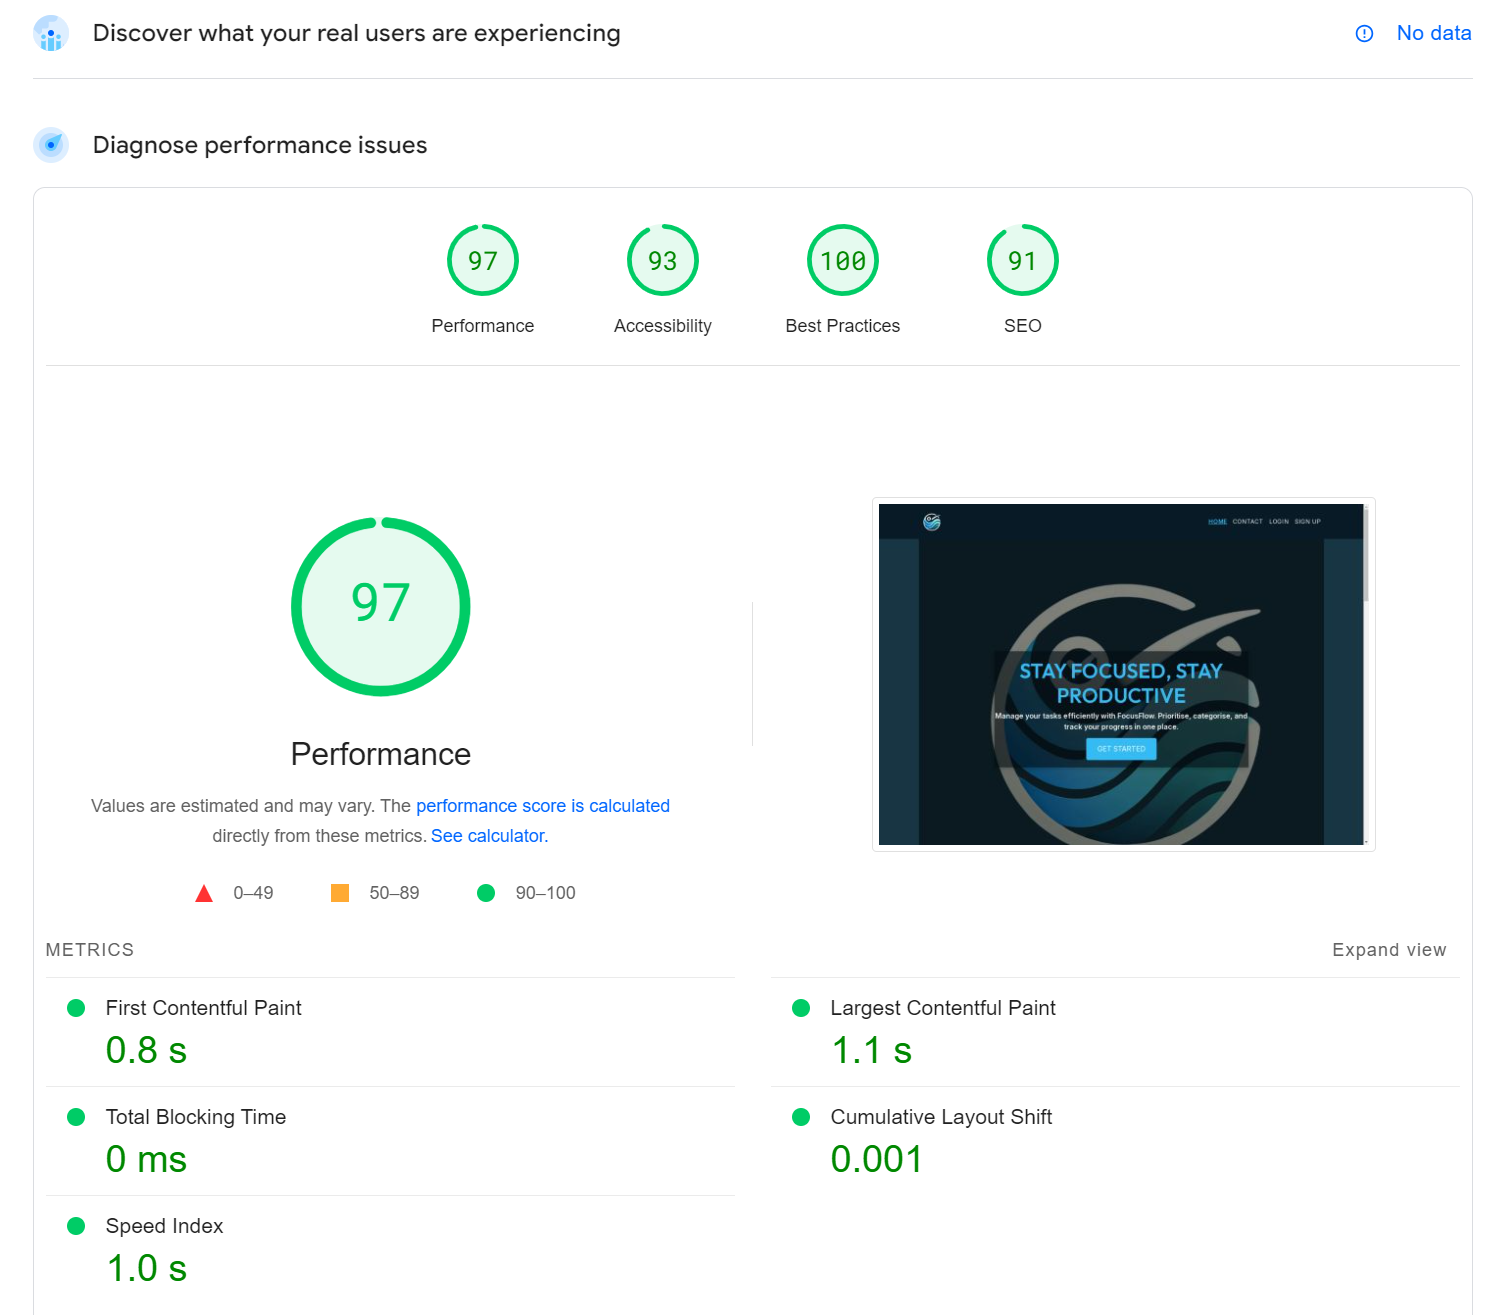 Discover what your real users are experiencing
No data
Diagnose performance issues
97
93
100
91
Performance
Accessibility
Best Practices
SEO
97
Performance
Values are estimated and may vary. The performance score is calculated
directly from these metrics. See calculator.
0–49
50–89
90–100
HOME CONTACT LOGIN SIGN UP
STAY FOCUSED, STAY
PRODUCTIVE
Manage your tasks efficiently with FocusFlow. Prioritise, categorise, and
track your progress in one place.
GET STARTED
METRICS
Expand view
First Contentful Paint
0.8 s
Largest Contentful Paint
1.1 s
Total Blocking Time
0 ms
Cumulative Layout Shift
0.001
Speed Index
1.0 s